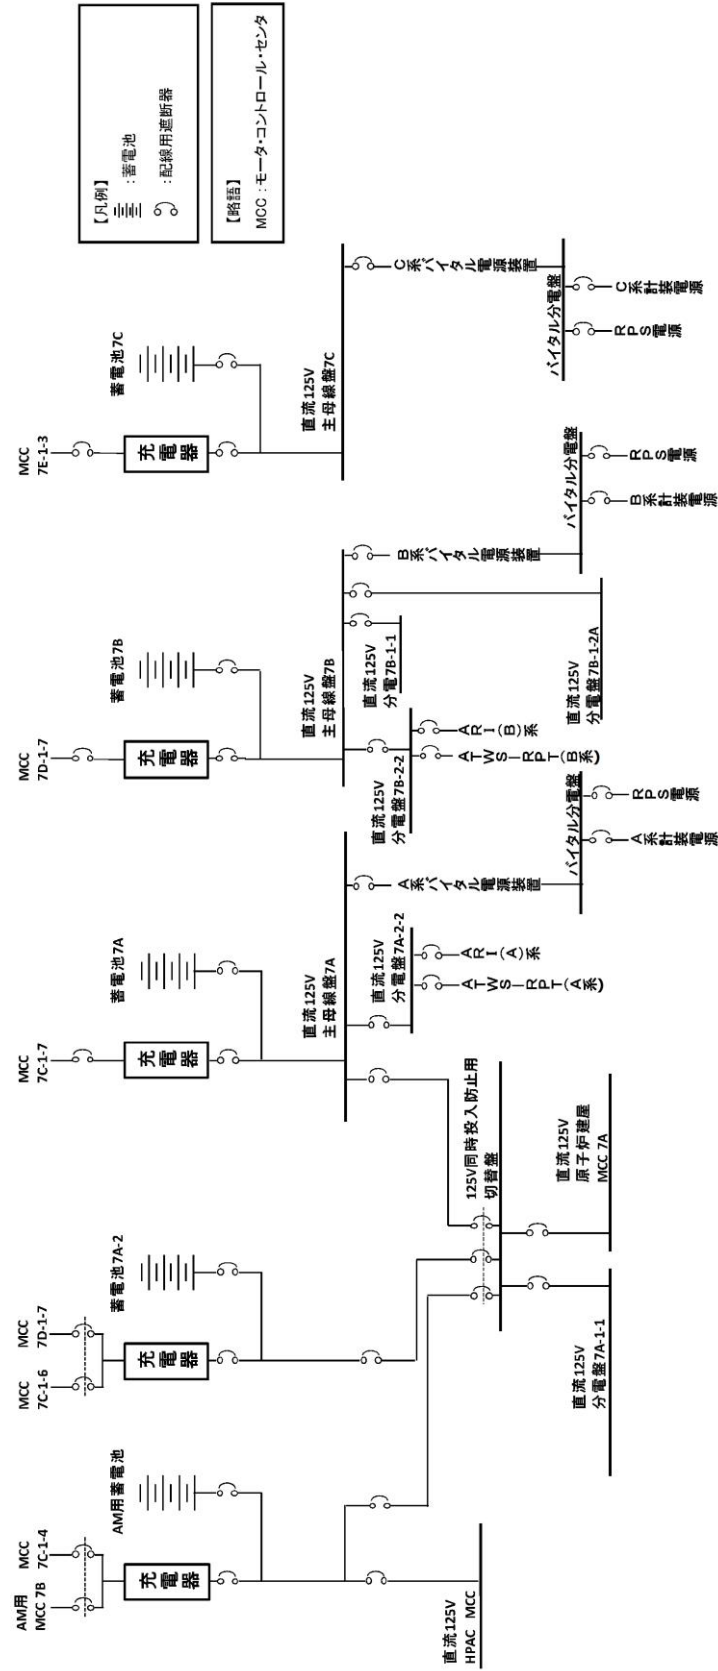 AM用
MCC 7B
MCC
7C-1-4
充電器
AM用蓄電池
直流125V
HPAC MCC
MCC
7C-1-6
MCC
7D-1-7
充電器
蓄電池7A-2
125V同時投入防止用
切替盤
直流125V
分電盤7A-1-1
直流125V
原子炉建屋
MCC 7A
MCC
7C-1-7
充電器
蓄電池7A
直流125V
主母線盤7A
直流125V
分電盤7A-2-2
ATWS-RPT(A系)
ARI(A)系
A系バイタル電源装置
バイタル分電盤
A系計装電源
RPS電源
MCC
7D-1-7
充電器
蓄電池7B
直流125V
主母線盤7B
直流125V
分電盤7B-2-2
ATWS-RPT(B系)
ARI(B)系
直流125V
分電7B-1-1
直流125V
分電盤7B-1-2A
B系バイタル電源装置
バイタル分電盤
B系計装電源
RPS電源
MCC
7E-1-3
充電器
蓄電池7C
直流125V
主母線盤7C
C系バイタル電源装置
バイタル分電盤
RPS電源
C系計装電源
【凡例】
：蓄電池
：配線用遮断器
【略語】
MCC：モータ・コントロール・センタ